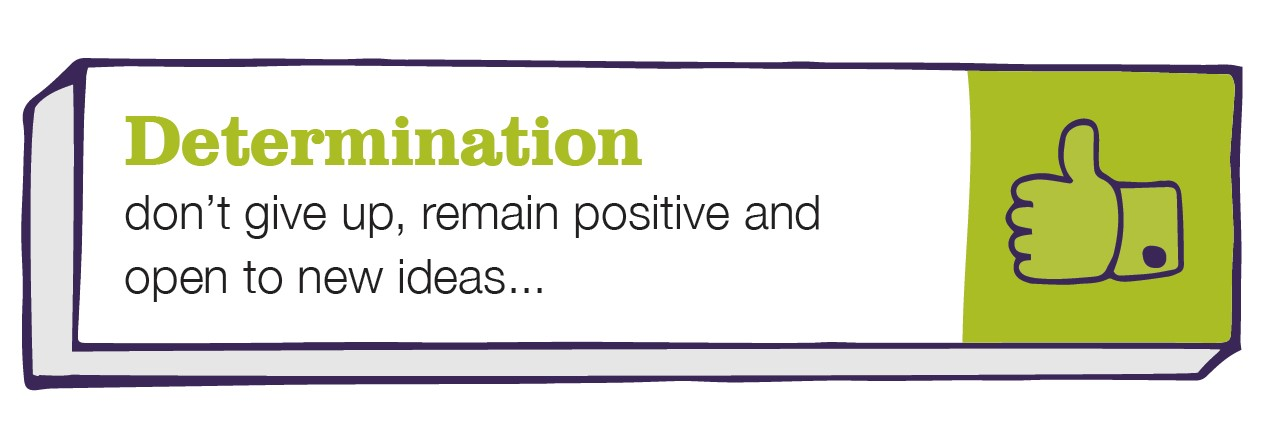 Determination
don’t give up, remain positive and
open to new ideas...